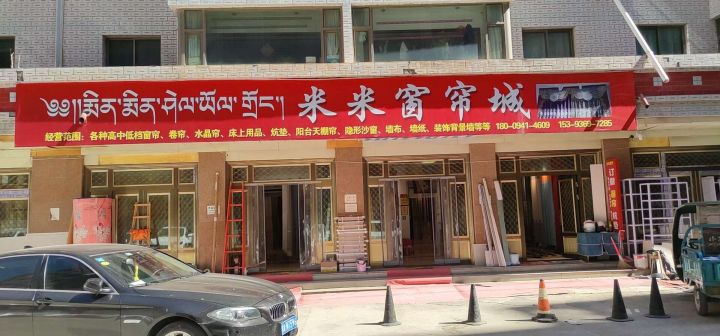 ༄༅།།མིན་མིན་ཤེལ་ཡོལ་གྲོང་།
米米窗帘城
经营范围：各种高中低档窗帘、卷帘、水晶帘、床上用品、炕垫、阳台天棚帘、隐形沙窗、墙布、墙纸、装饰背景墙等等 180-0941-4609 153-9369-7285